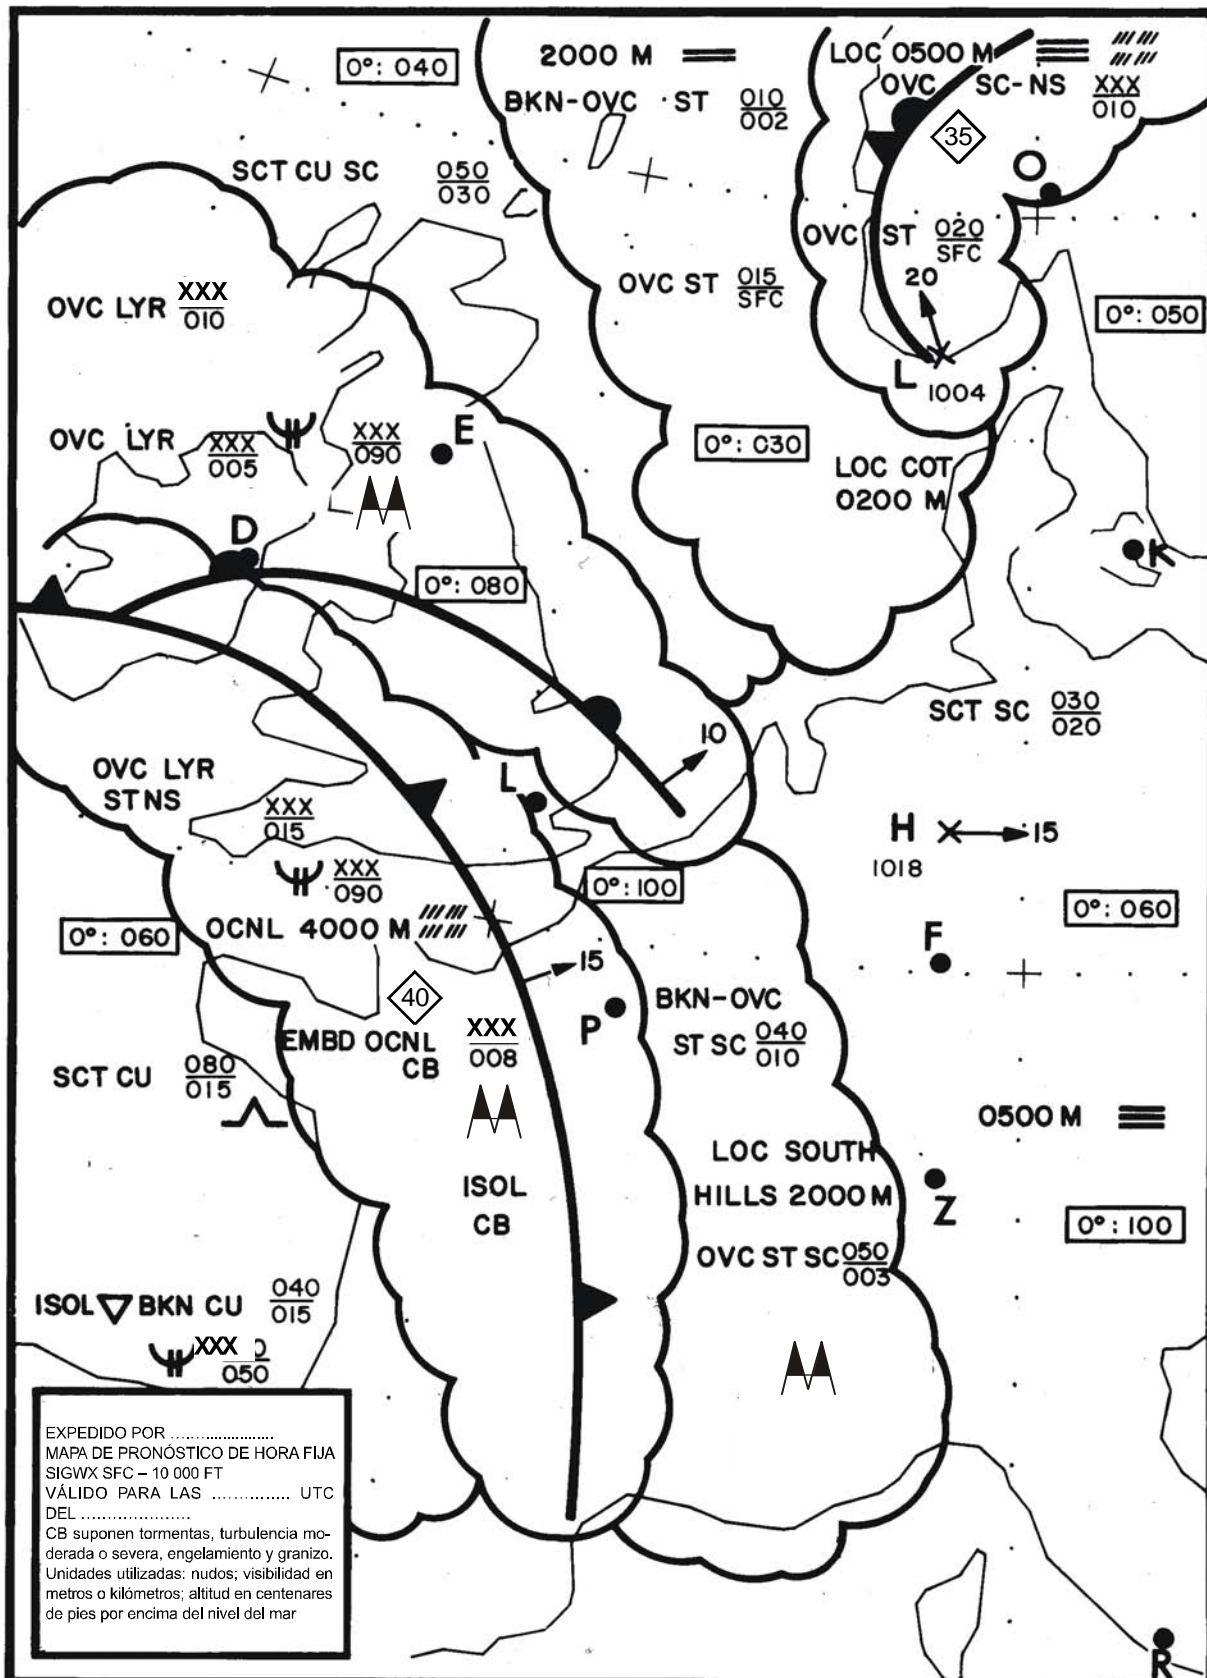 0°: 040
2000 M
BKN-OVC ST 010
002
LOC 0500 M
OVC SC-NS XXX
010
35
O
SCT CU SC 050
030
OVC ST 020
SFC
20
OVC LYR XXX
010
OVC ST 015
SFC
0°: 050
L
1004
OVC LYR XXX
005
XXX
090
E
0°: 030
LOC COT
0200 M
D
K
0°: 080
SCT SC 030
020
10
OVC LYR
ST NS
XXX
015
L
H 15
1018
XXX
090
0°: 100
0°: 060
0°: 060
OCNL 4000 M
F
15
40
EMBD OCNL
CB
XXX
008
P
BKN-OVC
ST SC 040
010
SCT CU 080
015
0500 M
LOC SOUTH
HILLS 2000 M
Z
ISOL
CB
0°: 100
OVC ST SC 050
003
ISOL BKN CU 040
015
XXX
050
EXPEDIDO POR ......................
MAPA DE PRONÓSTICO DE HORA FIJA
SIGWX SFC – 10 000 FT
VÁLIDO PARA LAS ............... UTC
DEL .....................
CB suponen tormentas, turbulencia mo-
derada o severa, engelamiento y granizo.
Unidades utilizadas: nudos; visibilidad en
metros o kilómetros; altitud en centenares
de pies por encima del nivel del mar
R